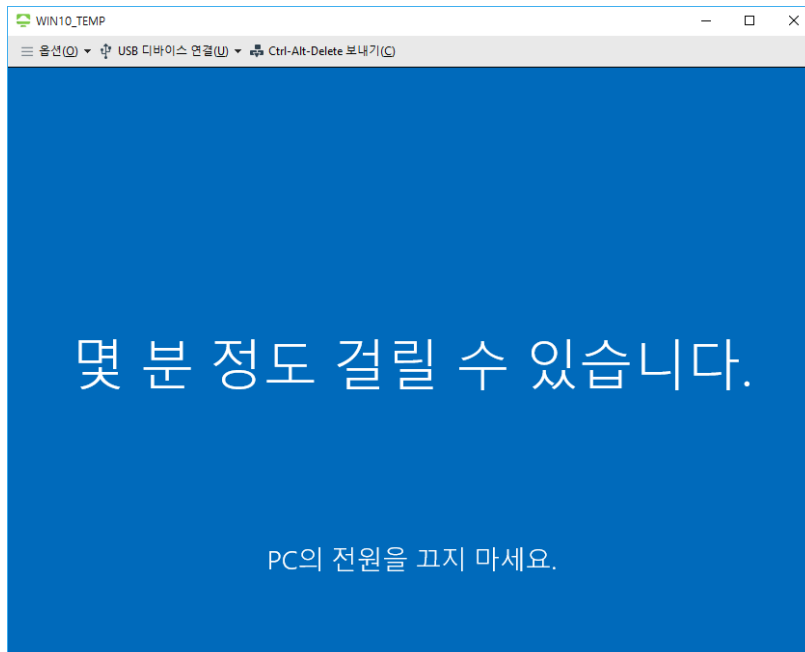 WIN10_TEMP
옵션(O) USB 디바이스 연결(U) Ctrl-Alt-Delete 보내기(C)
몇 분 정도 걸릴 수 있습니다.
PC의 전원을 끄지 마세요.